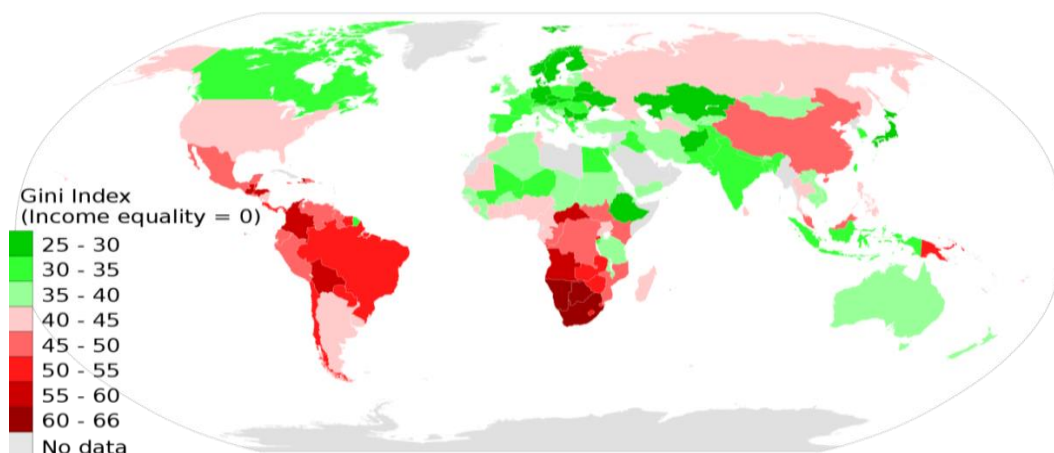 Gini Index
(Income equality = 0)
25 - 30
30 - 35
35 - 40
40 - 45
45 - 50
50 - 55
55 - 60
60 - 66
No data